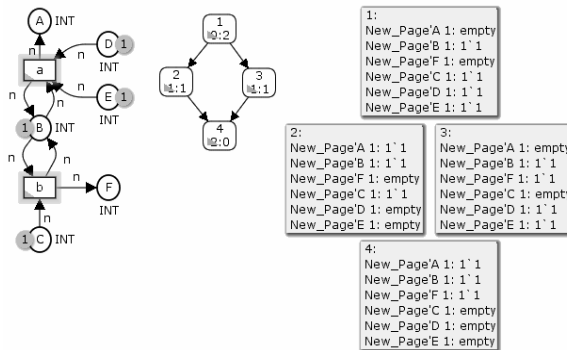 A INT
n
D 1
n
INT
a
n
n
n
E 1
INT
1 B INT
n
n
b
n
F
INT
n
1 C INT
1
0:2
2
1:1
3
1:1
4
2:0
1:
New_Page'A 1: empty
New_Page'B 1: 1`1
New_Page'F 1: empty
New_Page'C 1: 1`1
New_Page'D 1: 1`1
New_Page'E 1: 1`1
2:
New_Page'A 1: 1`1
New_Page'B 1: 1`1
New_Page'F 1: empty
New_Page'C 1: 1`1
New_Page'D 1: empty
New_Page'E 1: empty
3:
New_Page'A 1: empty
New_Page'B 1: 1`1
New_Page'F 1: 1`1
New_Page'C 1: empty
New_Page'D 1: 1`1
New_Page'E 1: 1`1
4:
New_Page'A 1: 1`1
New_Page'B 1: 1`1
New_Page'F 1: 1`1
New_Page'C 1: empty
New_Page'D 1: empty
New_Page'E 1: empty